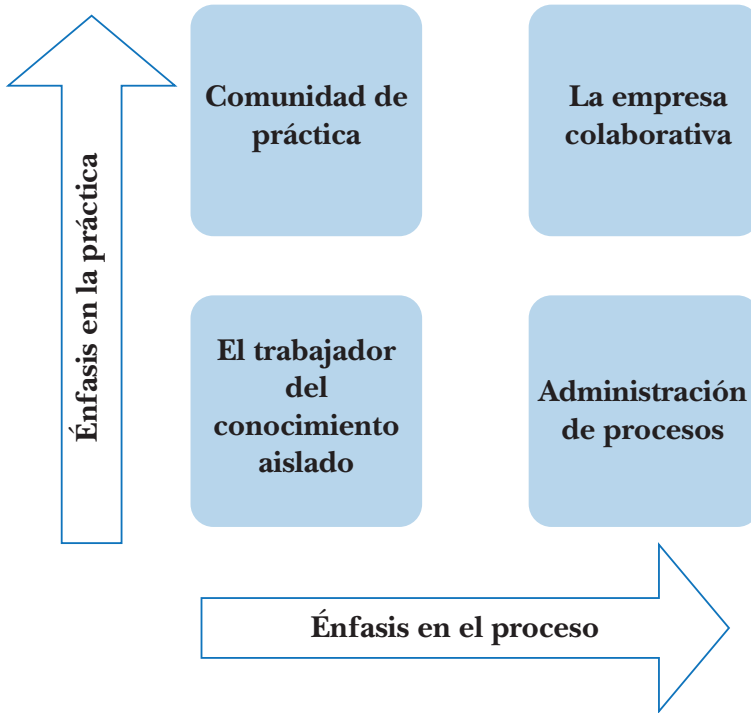 Énfasis en la práctica
Comunidad de
práctica
La empresa
colaborativa
El trabajador
del
conocimiento
aislado
Administración
de procesos
Énfasis en el proceso